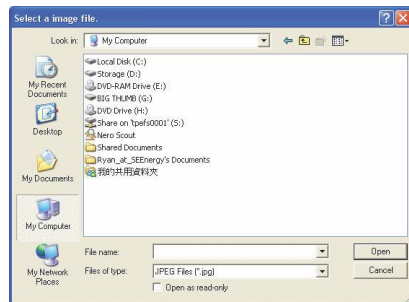 Select a image file.
Look in:
My Computer
My Recent
Documents
Desktop
My Documents
My Computer
My Network
Places
Local Disk (C:)
Storage (D:)
DVD-RAM Drive (E:)
BIG THUMB (G:)
DVD Drive (H:)
Share on 'tpefs0001' (S:)
Nero Scout
Shared Documents
Ryan_at_SEEnergy's Documents
我的共用資料夾
File name:
Open
Files of type:
JPEG Files (*.jpg)
Cancel
Open as read-only